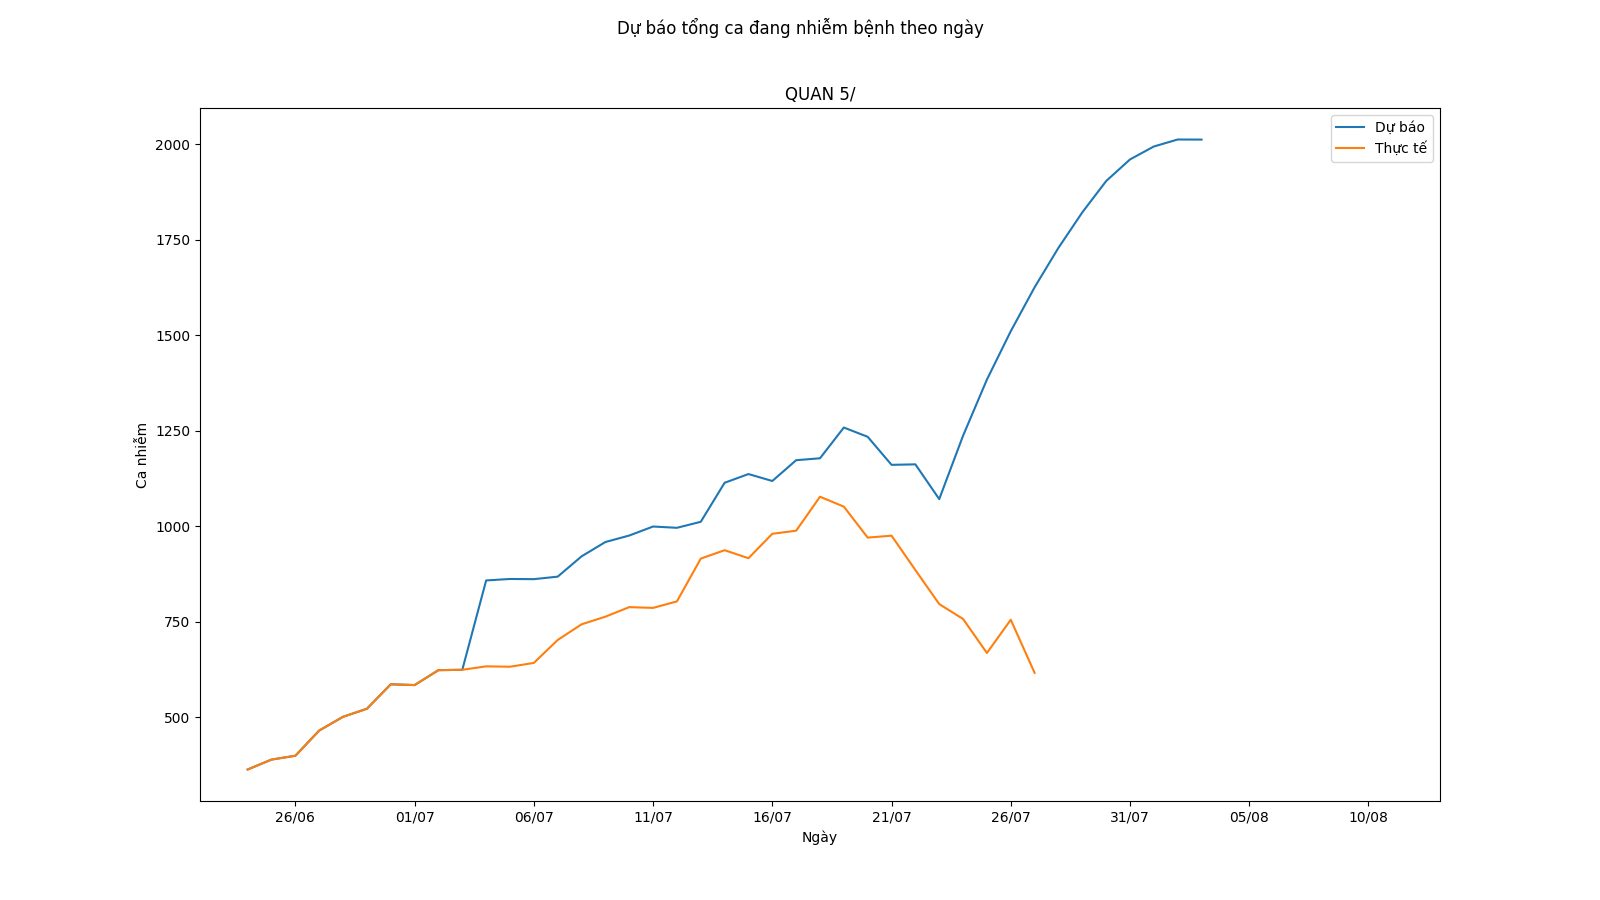 Dự báo tổng ca đang nhiễm bệnh theo ngày
QUAN 5/
Dự báo
Thực tế
2000
1750
1500
1250
1000
750
500
Ca nhiễm
26/06
01/07
06/07
11/07
16/07
21/07
26/07
31/07
05/08
10/08
Ngày